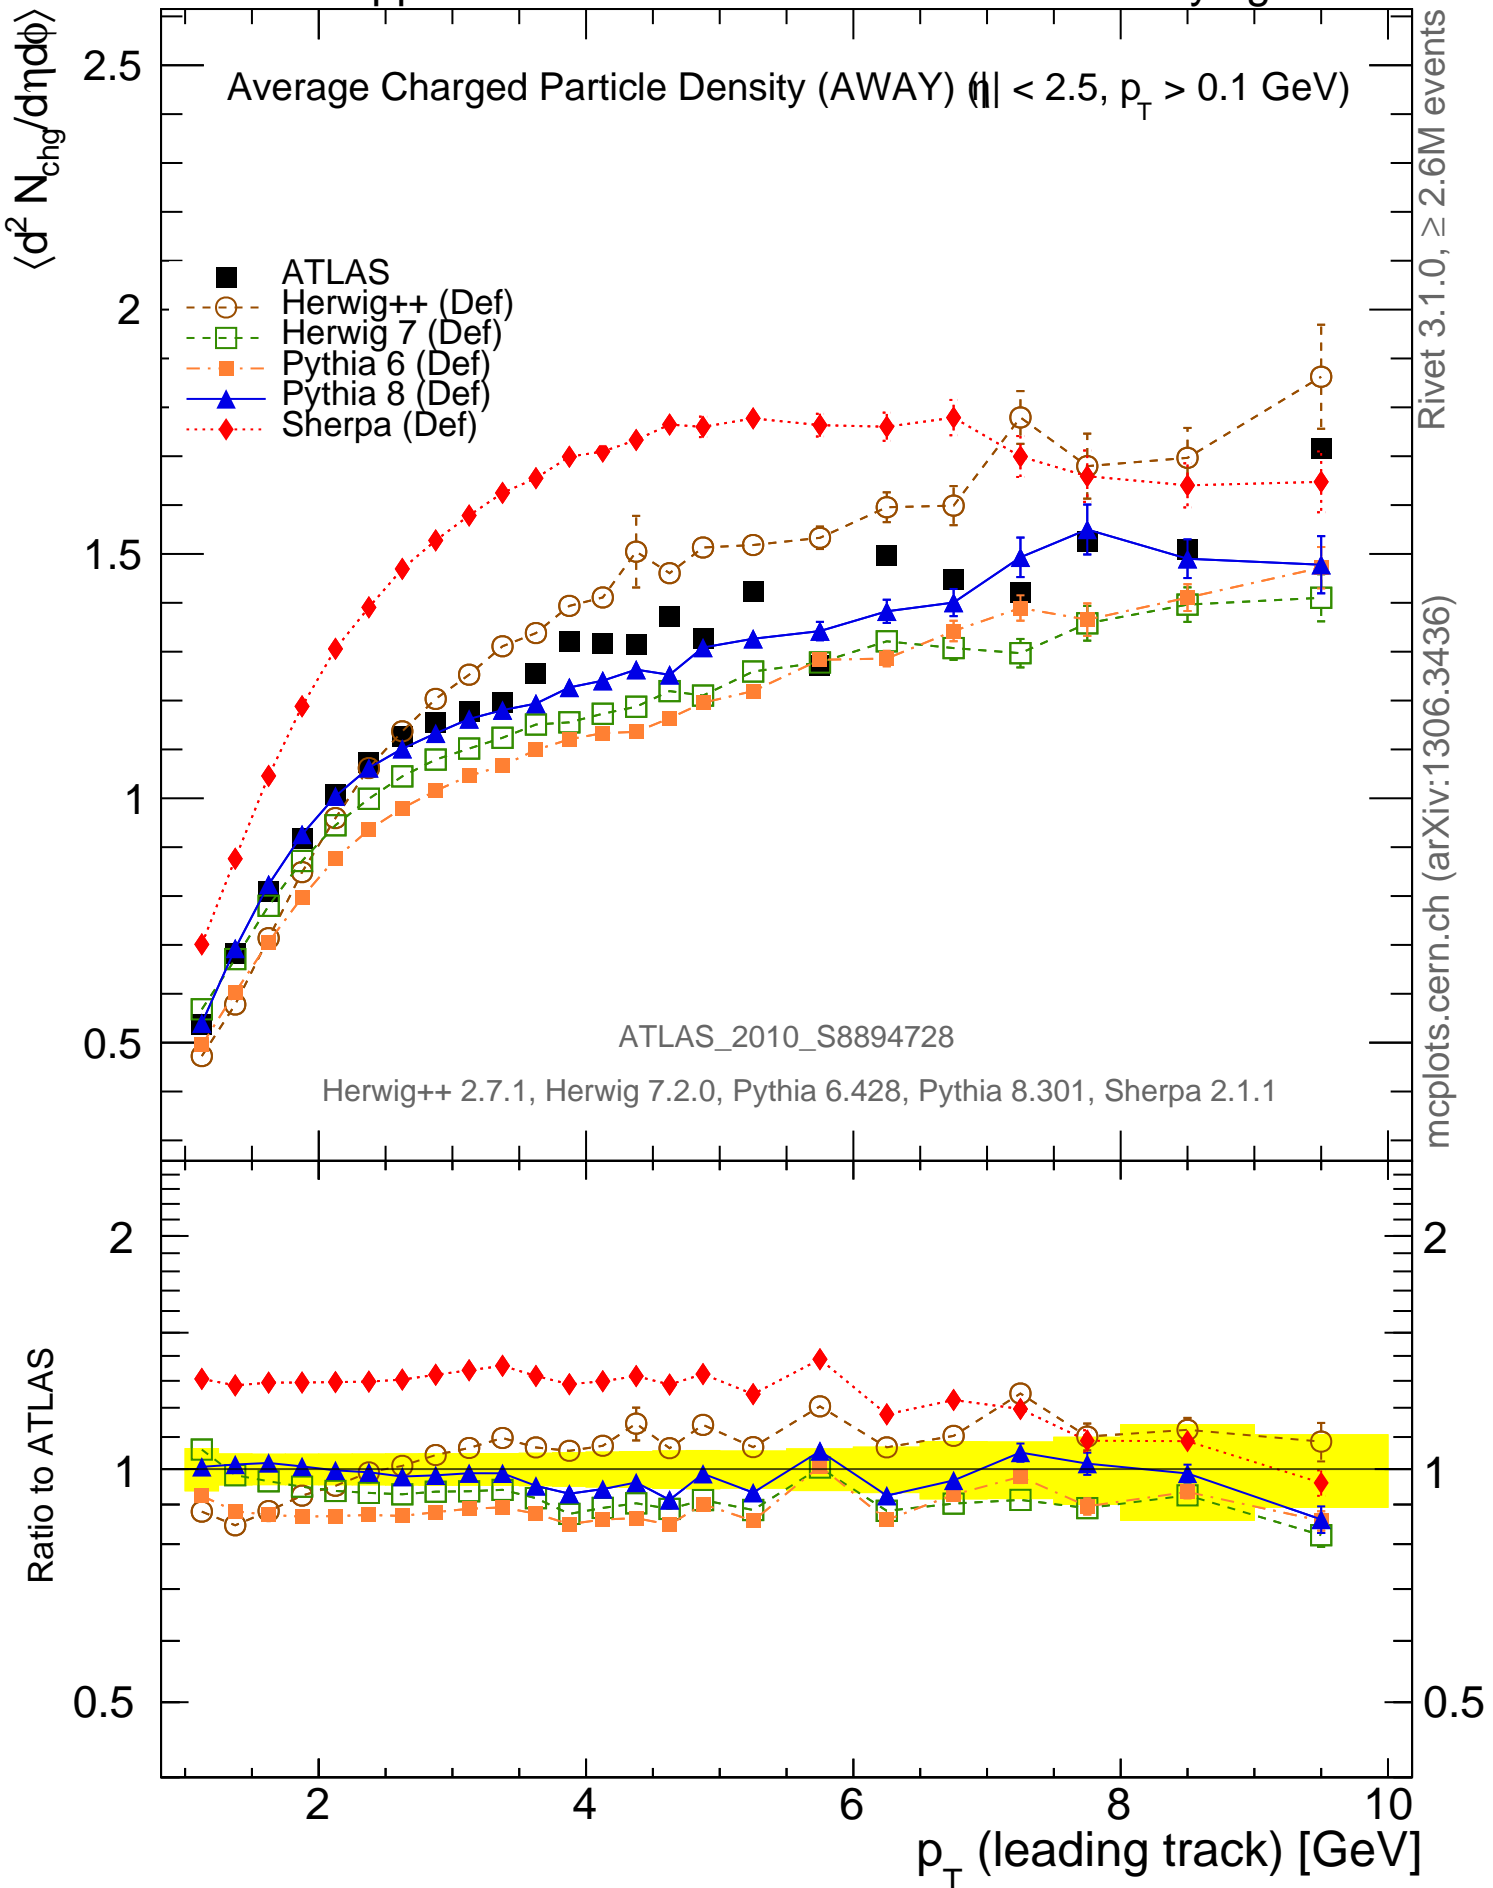 ⟨d² N_chg/dηdϕ⟩
Average Charged Particle Density (AWAY) (|η| < 2.5, p_T > 0.1 GeV)
ATLAS
Herwig++ (Def)
Herwig 7 (Def)
Pythia 6 (Def)
Pythia 8 (Def)
Sherpa (Def)
2.5
2
1.5
1
0.5
ATLAS_2010_S8894728
Herwig++ 2.7.1, Herwig 7.2.0, Pythia 6.428, Pythia 8.301, Sherpa 2.1.1
Rivet 3.1.0, ≥ 2.6M events
mcplots.cern.ch (arXiv:1306.3436)
Ratio to ATLAS
2
1
0.5
2
1
0.5
2 4 6 8 10
p_T (leading track) [GeV]